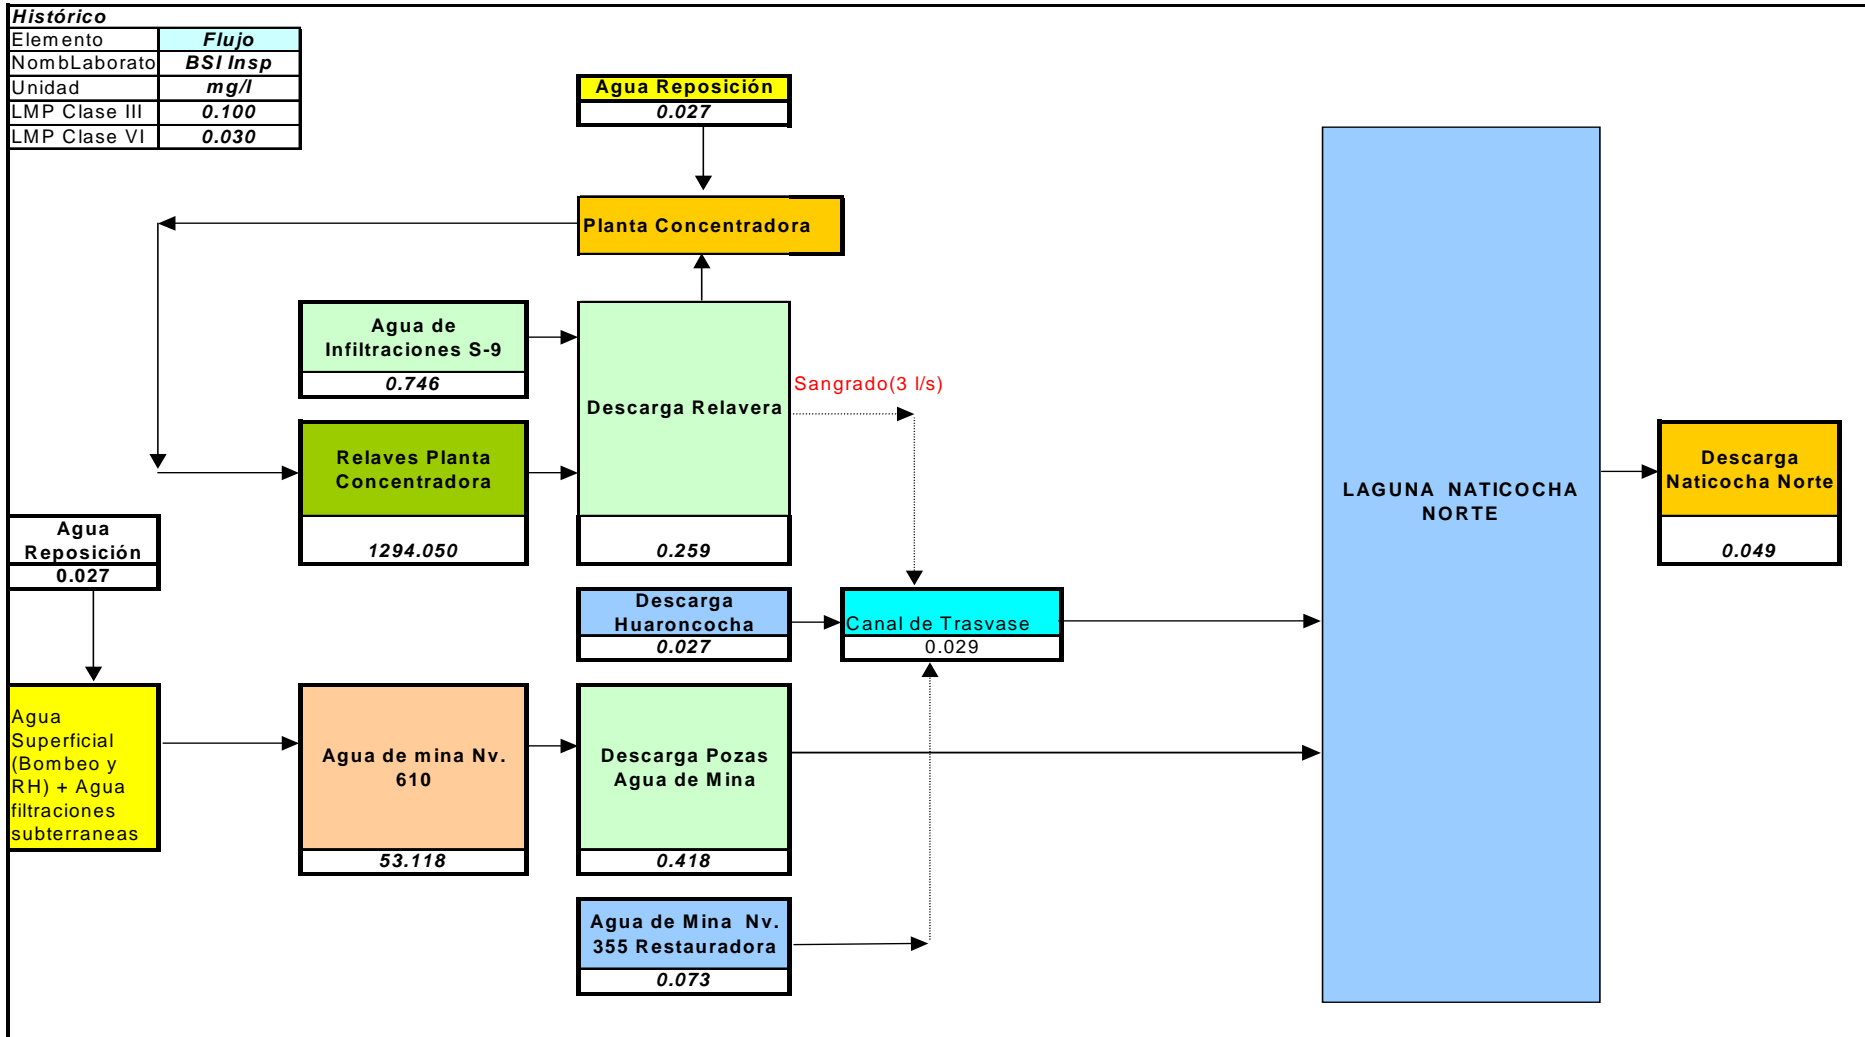 Histórico
Elemento Flujo
NombLaborato BSI Insp
Unidad mg/l
LMP Clase III 0.100
LMP Clase VI 0.030
Agua Reposición
0.027
Planta Concentradora
Agua de
Infiltraciones S-9
0.746
Descarga Relavera
0.259
Sangrado(3 l/s)
Relaves Planta
Concentradora
1294.050
LAGUNA NATICOCHA
NORTE
Descarga
Naticocha Norte
0.049
Agua
Reposición
0.027
Descarga
Huaroncocha
0.027
Canal de Trasvase
0.029
Agua
Superficial
(Bombeo y
RH) + Agua
filtraciones
subterraneas
Agua de mina Nv.
610
53.118
Descarga Pozas
Agua de Mina
0.418
Agua de Mina Nv.
355 Restauradora
0.073